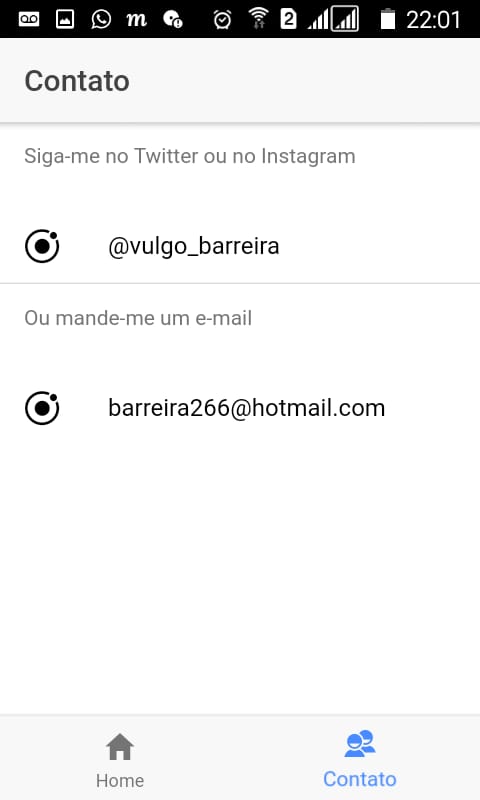 2 22:01
Contato
Siga-me no Twitter ou no Instagram
@vulgo_barreira
Ou mande-me um e-mail
barreira266@hotmail.com
Home
Contato